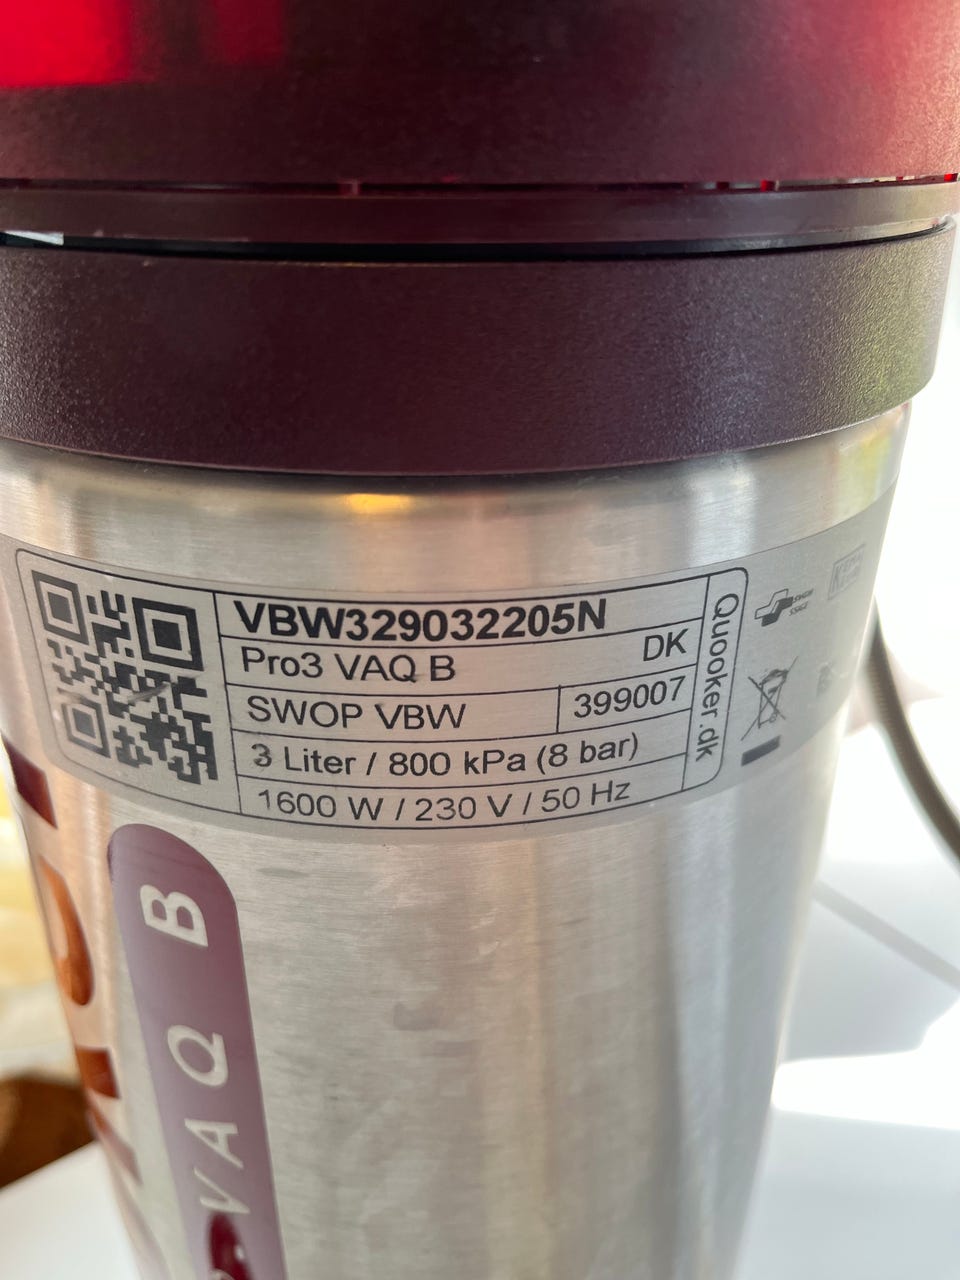 VBW329032205N
Pro3 VAQ B DK
SWOP VBW 399007
3 Liter / 800 kPa (8 bar)
1600 W / 230 V / 50 Hz
Quooker.dk
VAQ B